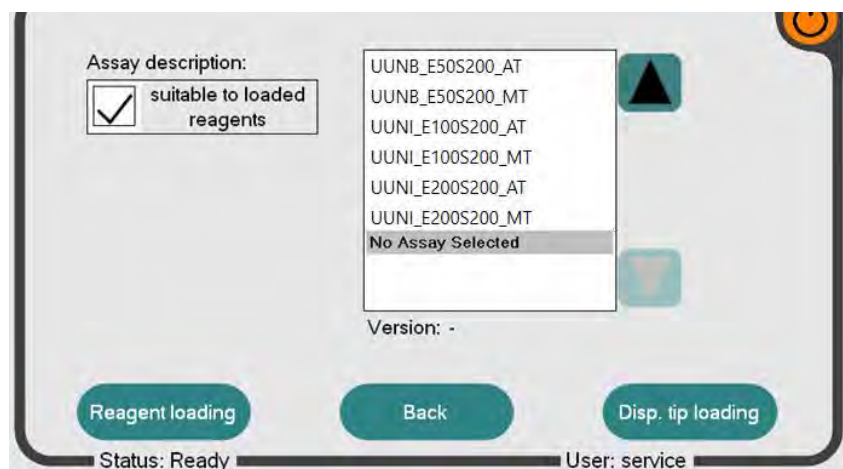 Assay description:
suitable to loaded
reagents
UUNB_E50S200_AT
UUNB_E50S200_MT
UUNI_E100S200_AT
UUNI_E100S200_MT
UUNI_E200S200_AT
UUNI_E200S200_MT
No Assay Selected
Version: -
Reagent loading
Back
Disp. tip loading
Status: Ready
User: service